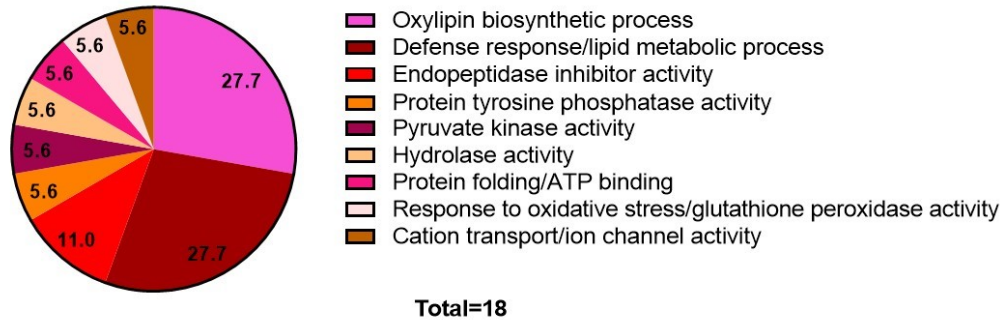 5.6
5.6
27.7
5.6
5.6
5.6
5.6
11.0
27.7
Oxylipin biosynthetic process
Defense response/lipid metabolic process
Endopeptidase inhibitor activity
Protein tyrosine phosphatase activity
Pyruvate kinase activity
Hydrolase activity
Protein folding/ATP binding
Response to oxidative stress/glutathione peroxidase activity
Cation transport/ion channel activity
Total=18